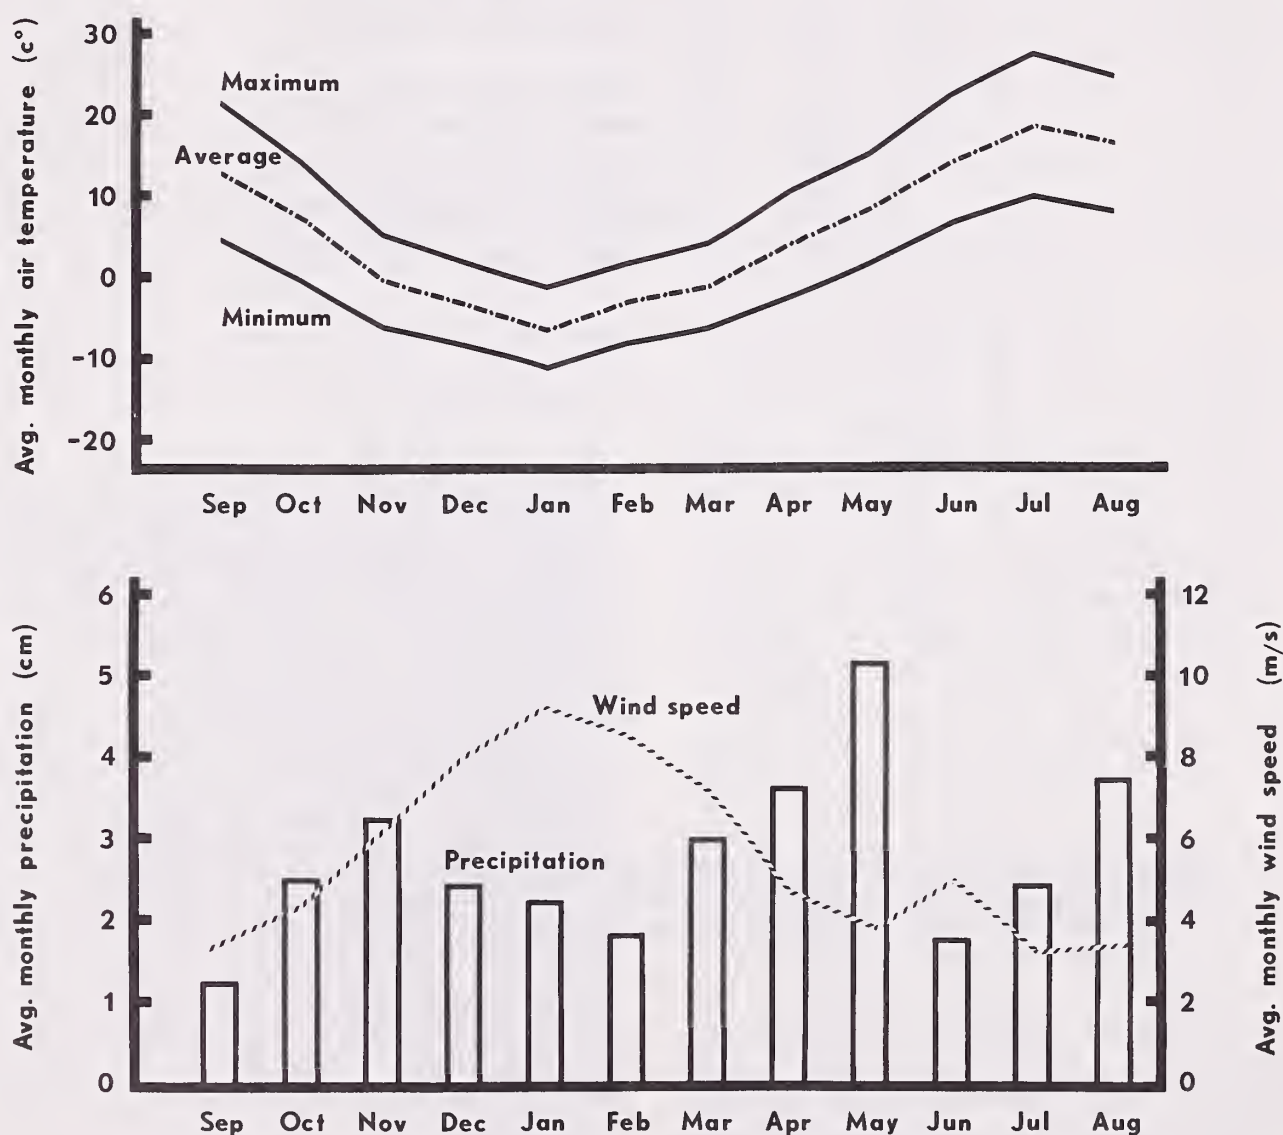 Avg. monthly air temperature (c°)
30
20
10
0
-10
-20
Maximum
Average
Minimum
Sep Oct Nov Dec Jan Feb Mar Apr May Jun Jul Aug
Avg. monthly precipitation (cm)
6
5
4
3
2
1
0
Wind speed
Precipitation
12
10
8
6
4
2
0
Avg. monthly wind speed (m/s)
Sep Oct Nov Dec Jan Feb Mar Apr May Jun Jul Aug